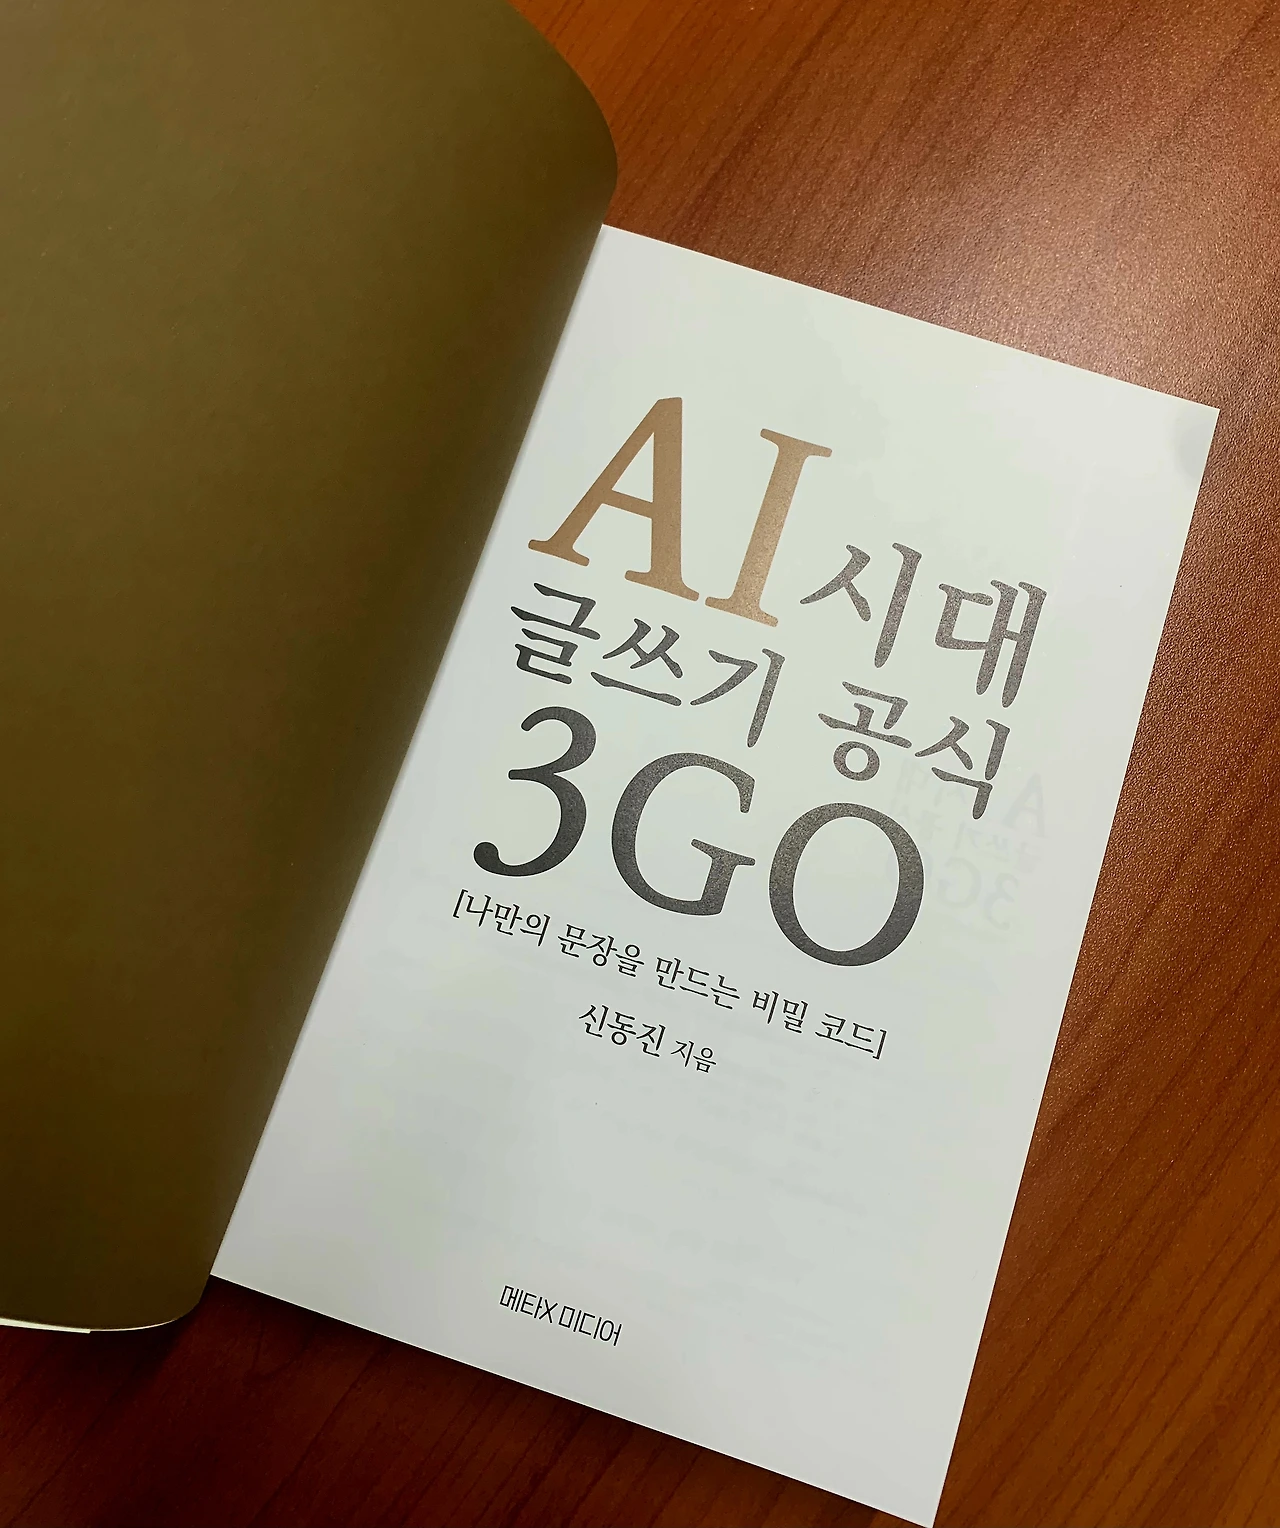 AI 시대
글쓰기 공식
3GO
[나만의 문장을 만드는 비밀 코드]
신동진 지음
메타X 미디어